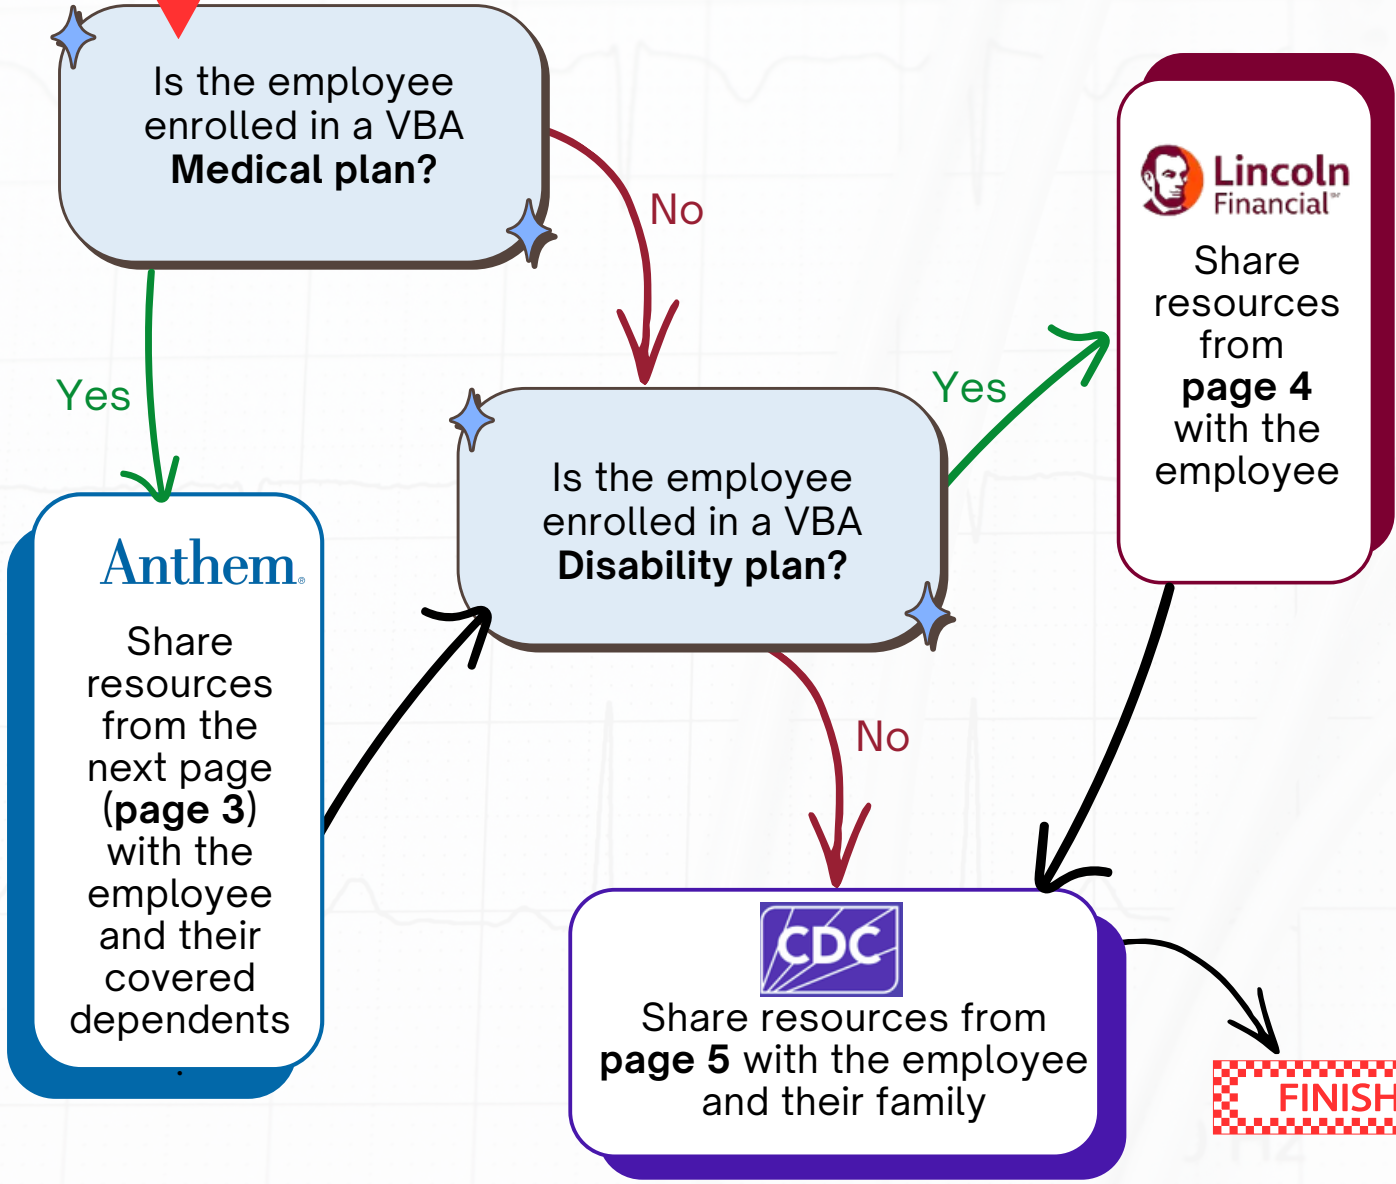 Is the employee
enrolled in a VBA
Medical plan?
No
Yes
Lincoln
Financial
Share
resources
from
page 4
with the
employee
Is the employee
enrolled in a VBA
Disability plan?
Yes
No
Anthem®
Share
resources
from the
next page
(page 3)
with the
employee
and their
covered
dependents
.
CDC
Share resources from
page 5 with the employee
and their family
FINISH